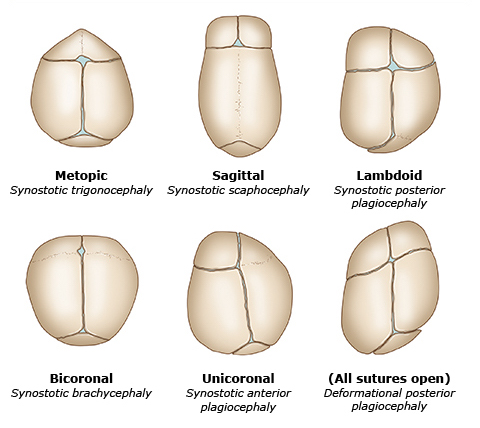 Metopic
Synostotic trigonocephaly
Sagittal
Synostotic scaphocephaly
Lambdoid
Synostotic posterior
plagiocephaly
Bicoronal
Synostotic brachycephaly
Unicoronal
Synostotic anterior
plagiocephaly
(All sutures open)
Deformational posterior
plagiocephaly